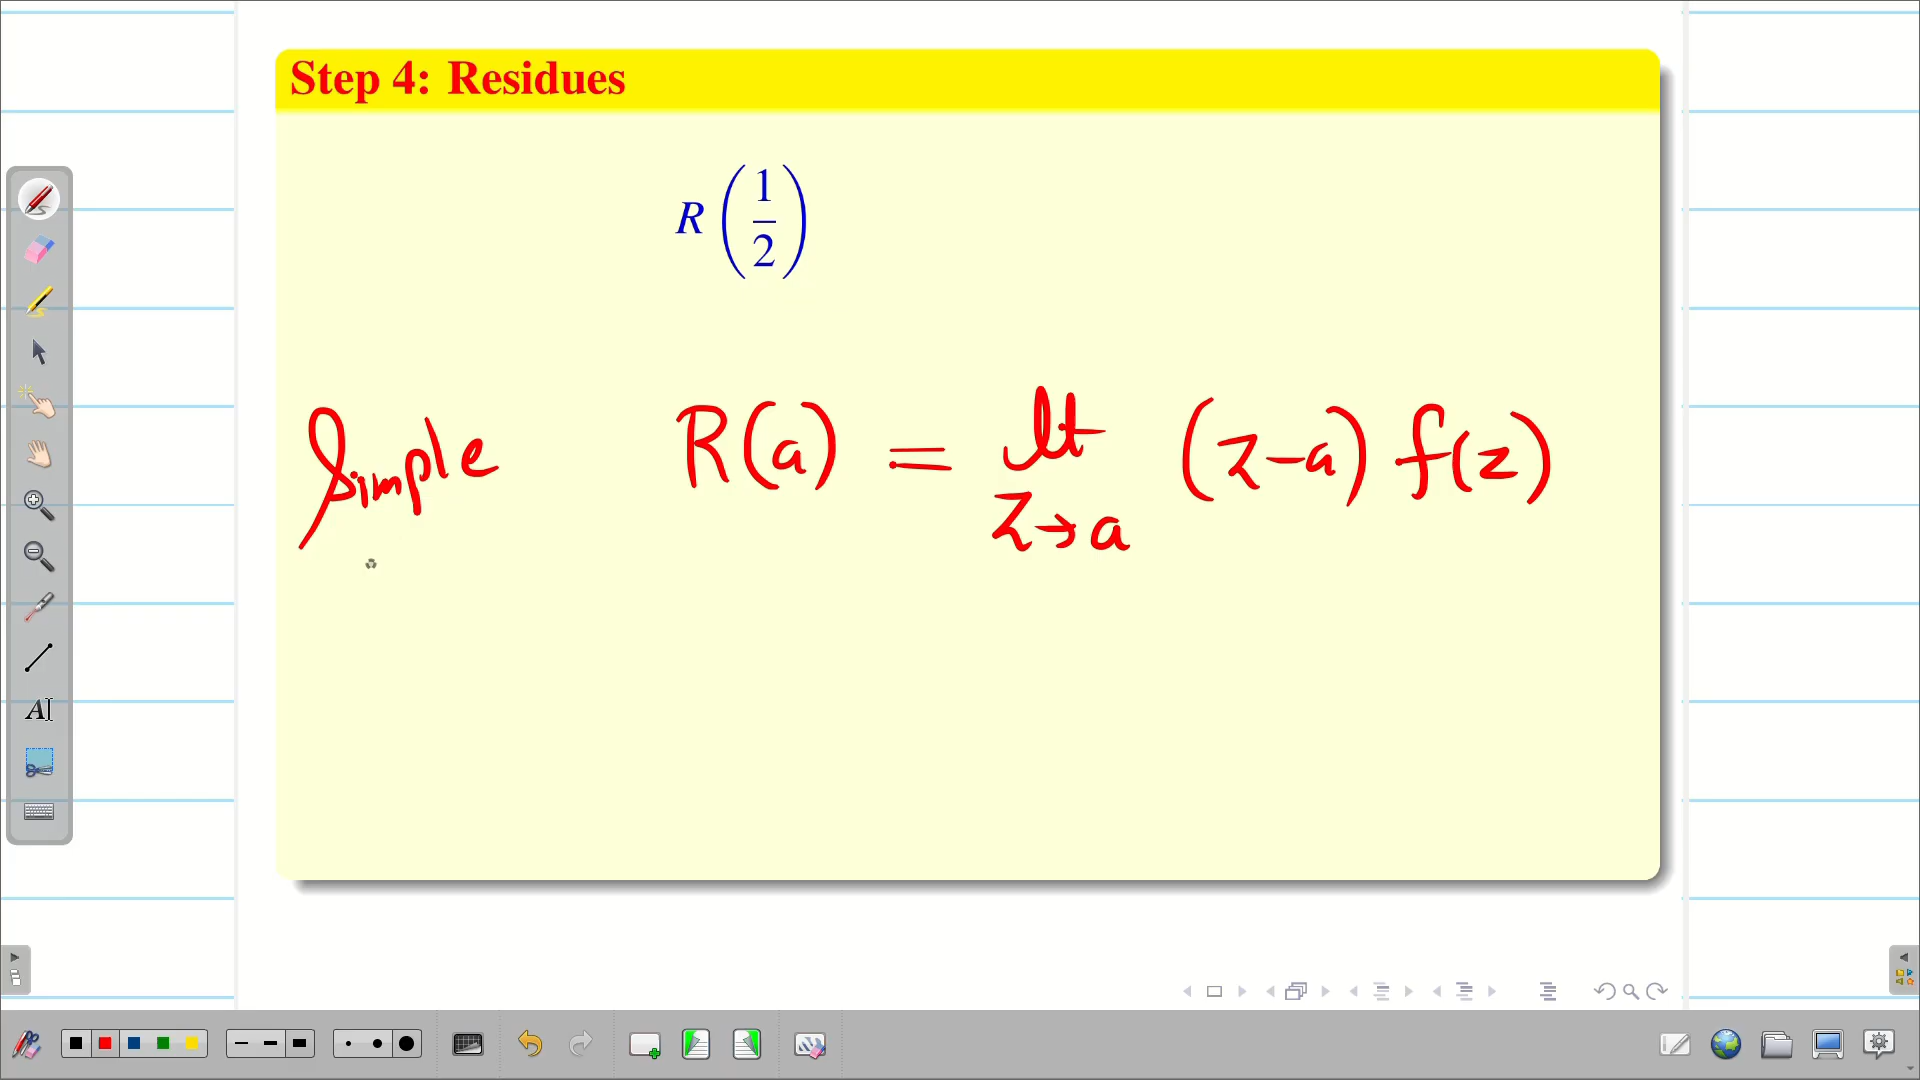 Step 4: Residues
R(1/2)
Simple R(a) = lt (z-a) f(z)
z→a